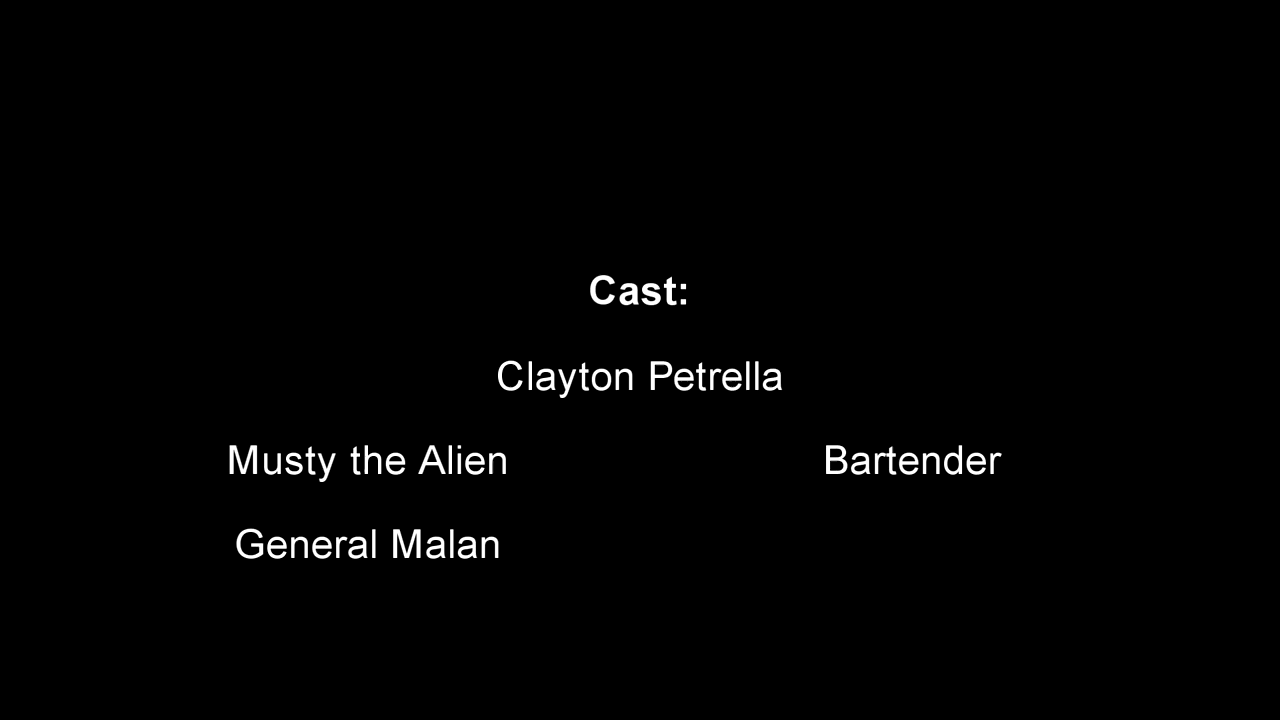 Cast:
Clayton Petrella
Musty the Alien Bartender
General Malan